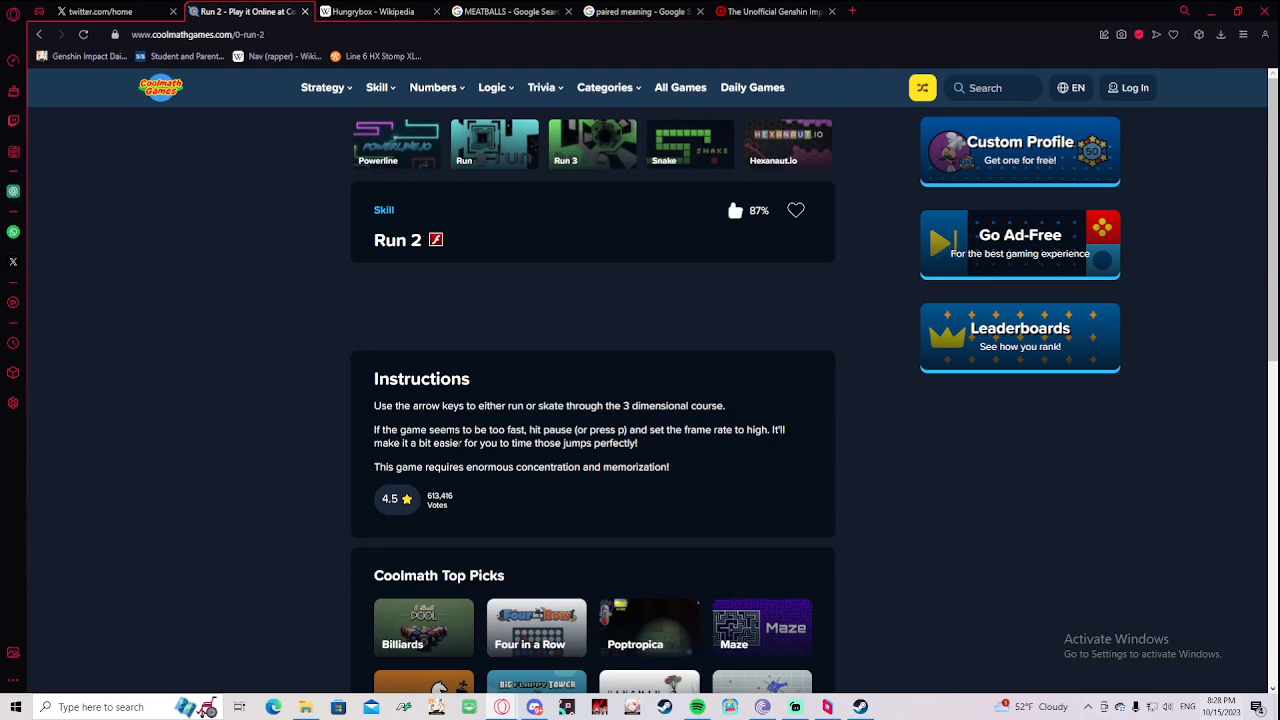 twitter.com/home
Run 2 - Play it Online at Co
Hungrybox - Wikipedia
MEATBALLS - Google Sear
paired meaning - Google S
The Unofficial Genshin Imp
www.coolmathgames.com/0-run-2
Genshin Impact Dai...
SIS Student and Parent...
Nav (rapper) - Wiki...
Line 6 HX Stomp XL...
Coolmath Games
Strategy
Skill
Numbers
Logic
Trivia
Categories
All Games
Daily Games
Search
EN
Log In
Powerline
Run
Run 3
Snake
Hexanaut.io
Custom Profile
Get one for free!
Skill
87%
Run 2
Go Ad-Free
For the best gaming experience
Leaderboards
See how you rank!
Instructions
Use the arrow keys to either run or skate through the 3 dimensional course.
If the game seems to be too fast, hit pause (or press p) and set the frame rate to high. It'll
make it a bit easier for you to time those jumps perfectly!
This game requires enormous concentration and memorization!
4.5
613,416
Votes
Coolmath Top Picks
Billiards
Four in a Row
Poptropica
Maze
Activate Windows
Go to Settings to activate Windows.
Type here to search
52°F Cloudy
8:28 PM
10/15/2023